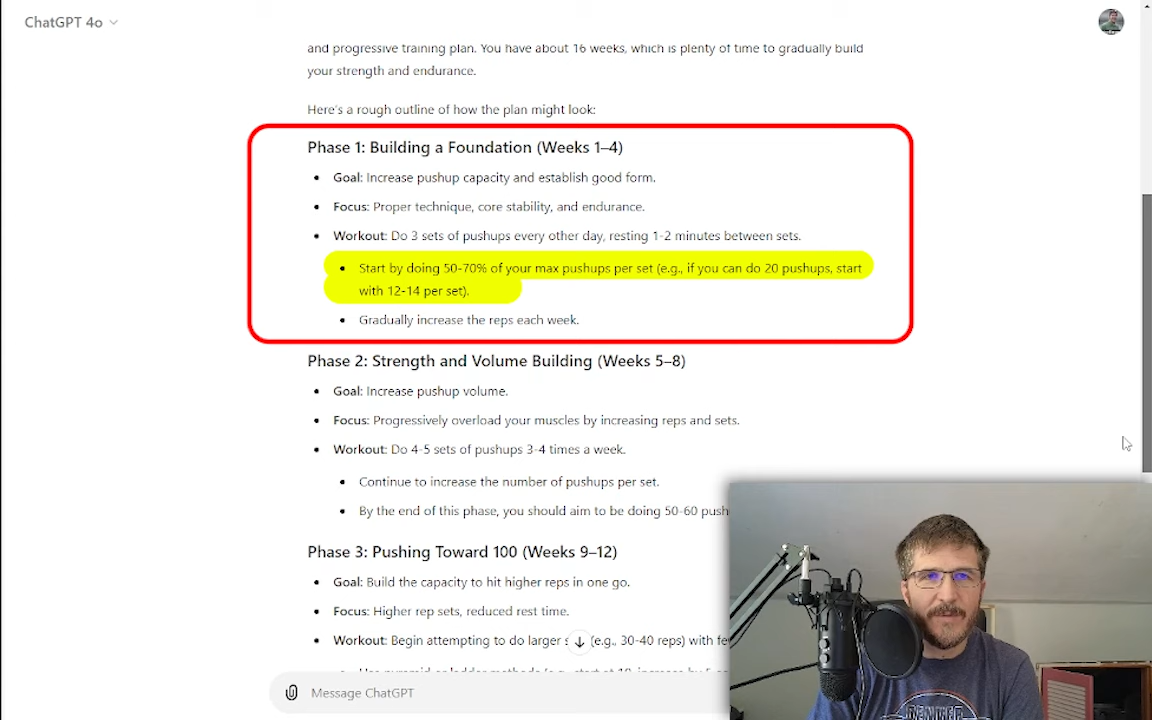 ChatGPT 4o
and progressive training plan. You have about 16 weeks, which is plenty of time to gradually build
your strength and endurance.
Here's a rough outline of how the plan might look:
Phase 1: Building a Foundation (Weeks 1–4)
Goal: Increase pushup capacity and establish good form.
Focus: Proper technique, core stability, and endurance.
Workout: Do 3 sets of pushups every other day, resting 1-2 minutes between sets.
Start by doing 50-70% of your max pushups per set (e.g., if you can do 20 pushups, start
with 12-14 per set).
Gradually increase the reps each week.
Phase 2: Strength and Volume Building (Weeks 5–8)
Goal: Increase pushup volume.
Focus: Progressively overload your muscles by increasing reps and sets.
Workout: Do 4-5 sets of pushups 3-4 times a week.
Continue to increase the number of pushups per set.
By the end of this phase, you should aim to be doing 50-60 push
Phase 3: Pushing Toward 100 (Weeks 9–12)
Goal: Build the capacity to hit higher reps in one go.
Focus: Higher rep sets, reduced rest time.
Workout: Begin attempting to do larger s (e.g., 30-40 reps) with fe
Message ChatGPT
DENVER